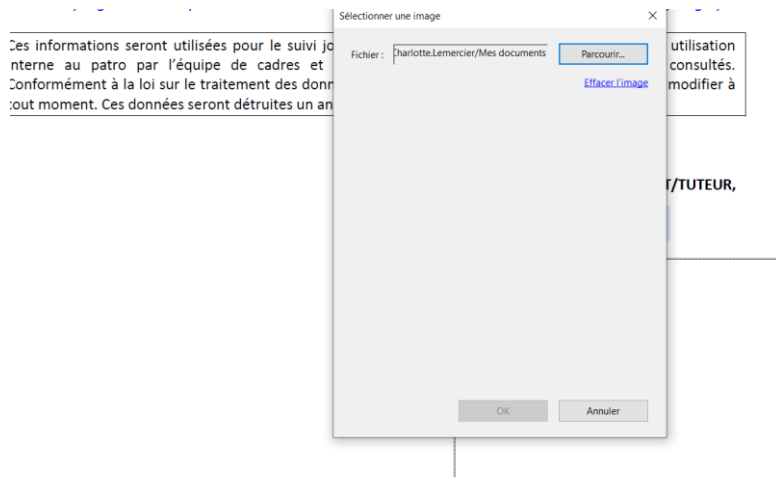 Sélectionner une image
Ces informations seront utilisées pour le suivi jo utilisation
nterne au patro par l'équipe de cadres et consultés.
Conformément à la loi sur le traitement des donn modifier à
tout moment. Ces données seront détruites un an
Fichier : Charlotte.Lemercier/Mes documents Parcourir...
Effacer l'image
T/TUTEUR,
OK Annuler